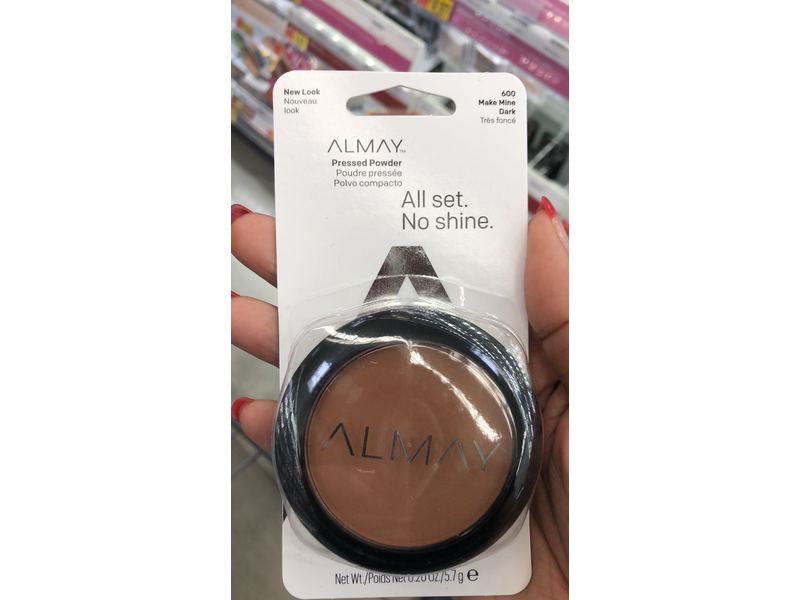 New Look
Nouveau
look
600
Make Mine
Dark
Très foncé
ALMAY™
Pressed Powder
Poudre pressée
Polvo compacto
All set.
No shine.
ALMAY
Net Wt./Poids Net 0.20 OZ./5.7 g ℮